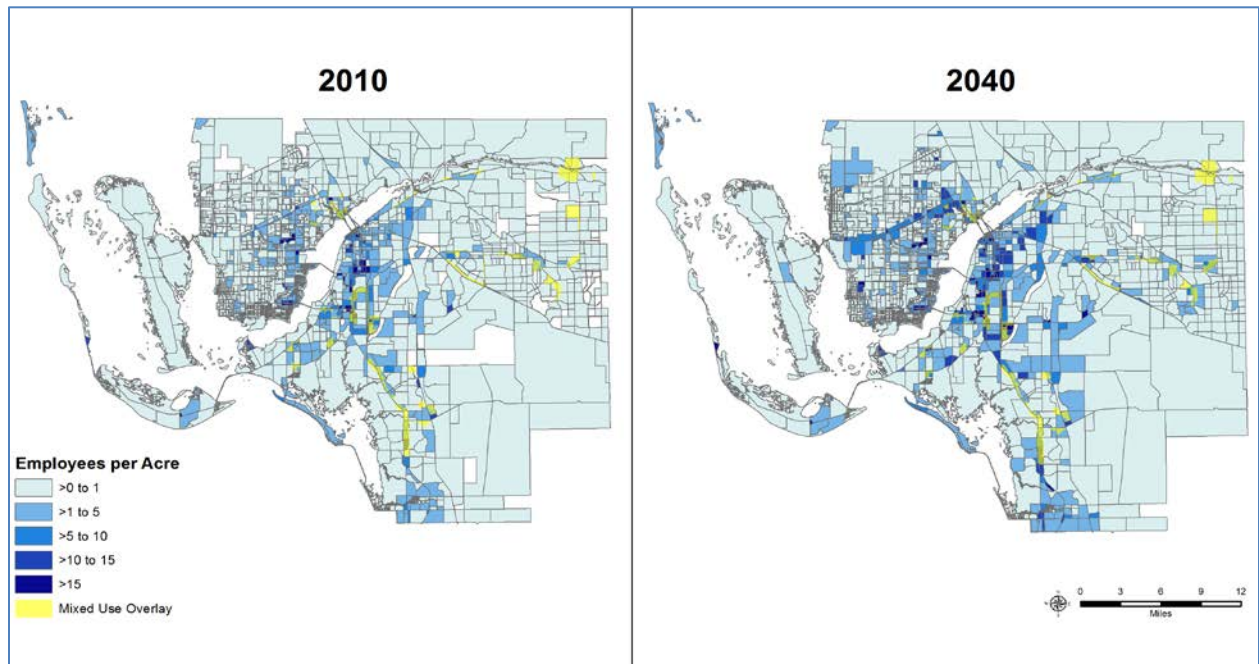 2010
2040
Employees per Acre
>0 to 1
>1 to 5
>5 to 10
>10 to 15
>15
Mixed Use Overlay
0 3 6 9 12
Miles